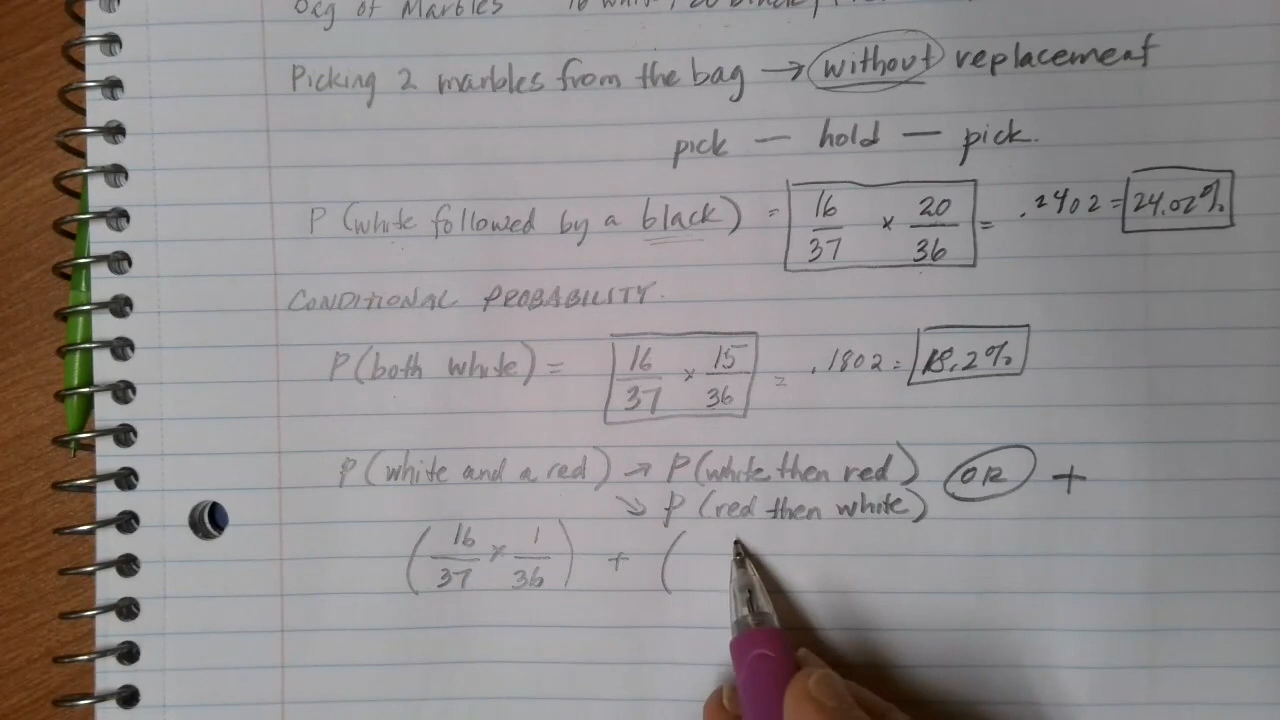 of Marbles
Picking 2 marbles from the bag → without replacement
pick — hold — pick.
P (white followed by a black) = 16/37 × 20/36 = .2402 = 24.02%
CONDITIONAL PROBABILITY.
P(both white) = 16/37 × 15/36 = .1802 = 18.2%
P(white and a red) → P(white then red) OR +
↘ P (red then white)
(16/37 × 1/36) + (